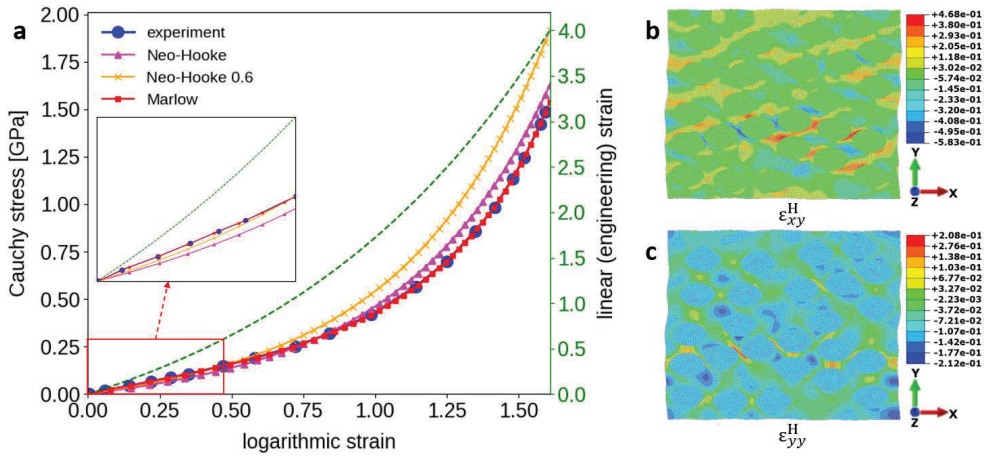 a
2.00
1.75
1.50
1.25
1.00
0.75
0.50
0.25
0.00
Cauchy stress [GPa]
experiment
Neo-Hooke
Neo-Hooke 0.6
Marlow
0.00 0.25 0.50 0.75 1.00 1.25 1.50
logarithmic strain
4.0
3.5
3.0
2.5
2.0
1.5
1.0
0.5
0.0
linear (engineering) strain
b
+4.68e-01
+3.80e-01
+2.93e-01
+2.05e-01
+1.18e-01
+3.02e-02
-5.74e-02
-1.45e-01
-2.33e-01
-3.20e-01
-4.08e-01
-4.95e-01
-5.83e-01
Y
Z X
εᴴxy
c
+2.08e-01
+2.76e-01
+1.38e-01
+1.03e-01
+6.77e-02
+3.27e-02
-2.23e-03
-3.72e-02
-7.21e-02
-1.07e-01
-1.42e-01
-1.77e-01
-2.12e-01
Y
Z X
εᴴyy